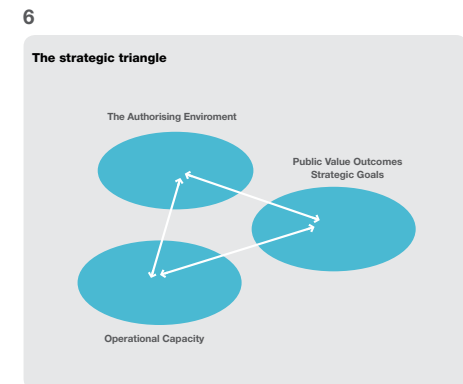 6
The strategic triangle
The Authorising Enviroment
Public Value Outcomes
Strategic Goals
Operational Capacity